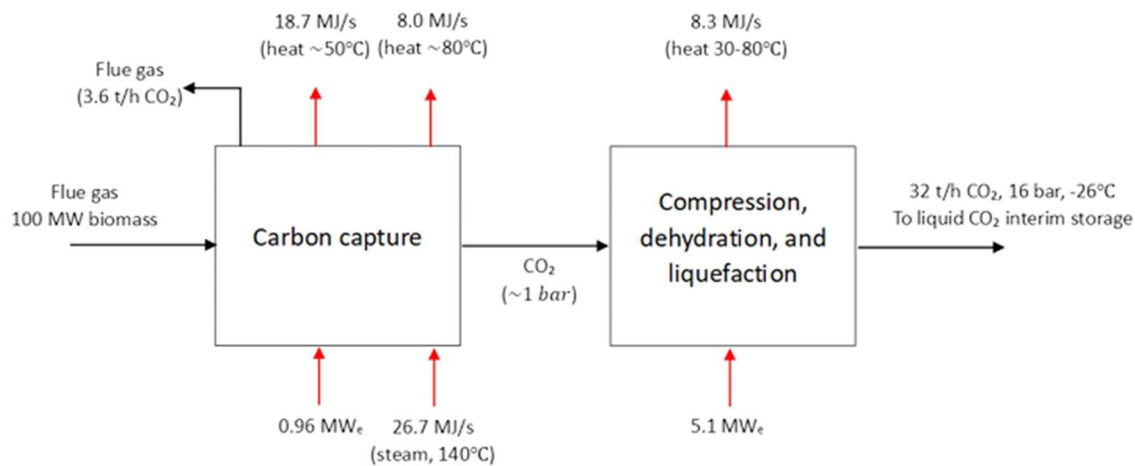 18.7 MJ/s
(heat ~50°C)
8.0 MJ/s
(heat ~80°C)
8.3 MJ/s
(heat 30-80°C)
Flue gas
(3.6 t/h CO₂)
Flue gas
100 MW biomass
Carbon capture
CO₂
(~1 bar)
Compression,
dehydration, and
liquefaction
32 t/h CO₂, 16 bar, -26°C
To liquid CO₂ interim storage
0.96 MWₑ
26.7 MJ/s
(steam, 140°C)
5.1 MWₑ